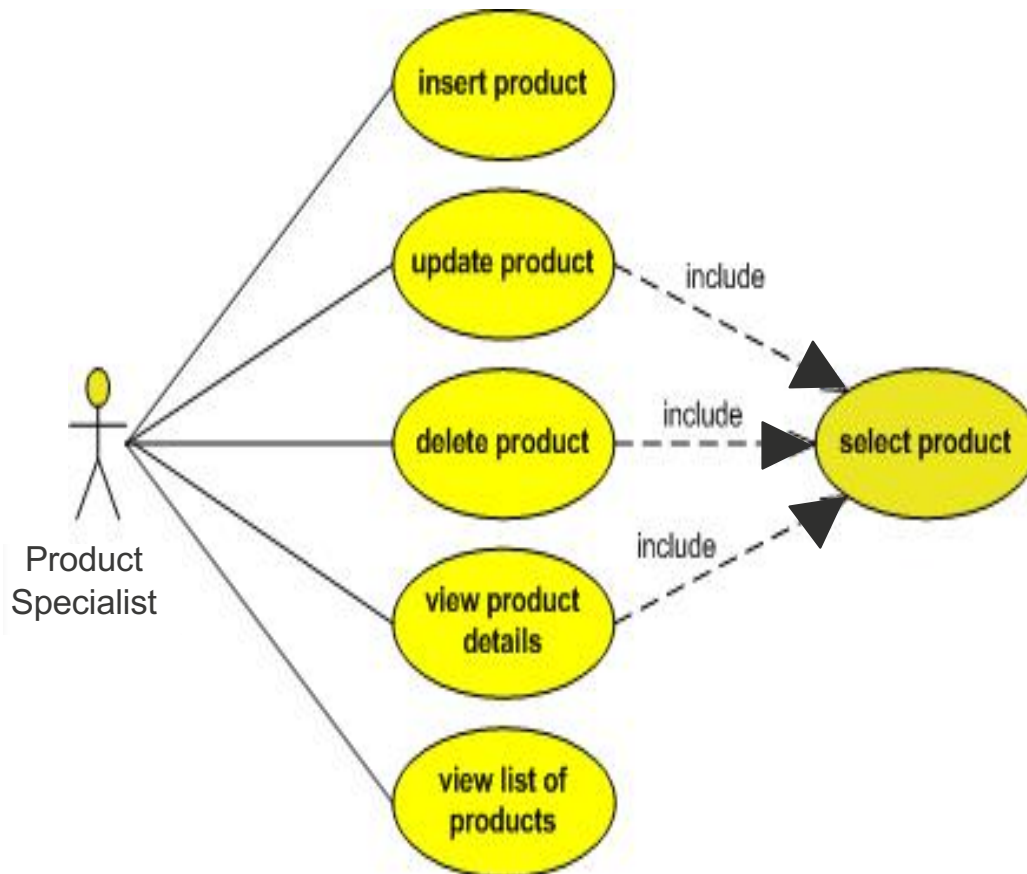 insert product
update product
include
include
delete product
select product
include
Product
Specialist
view product
details
view list of
products